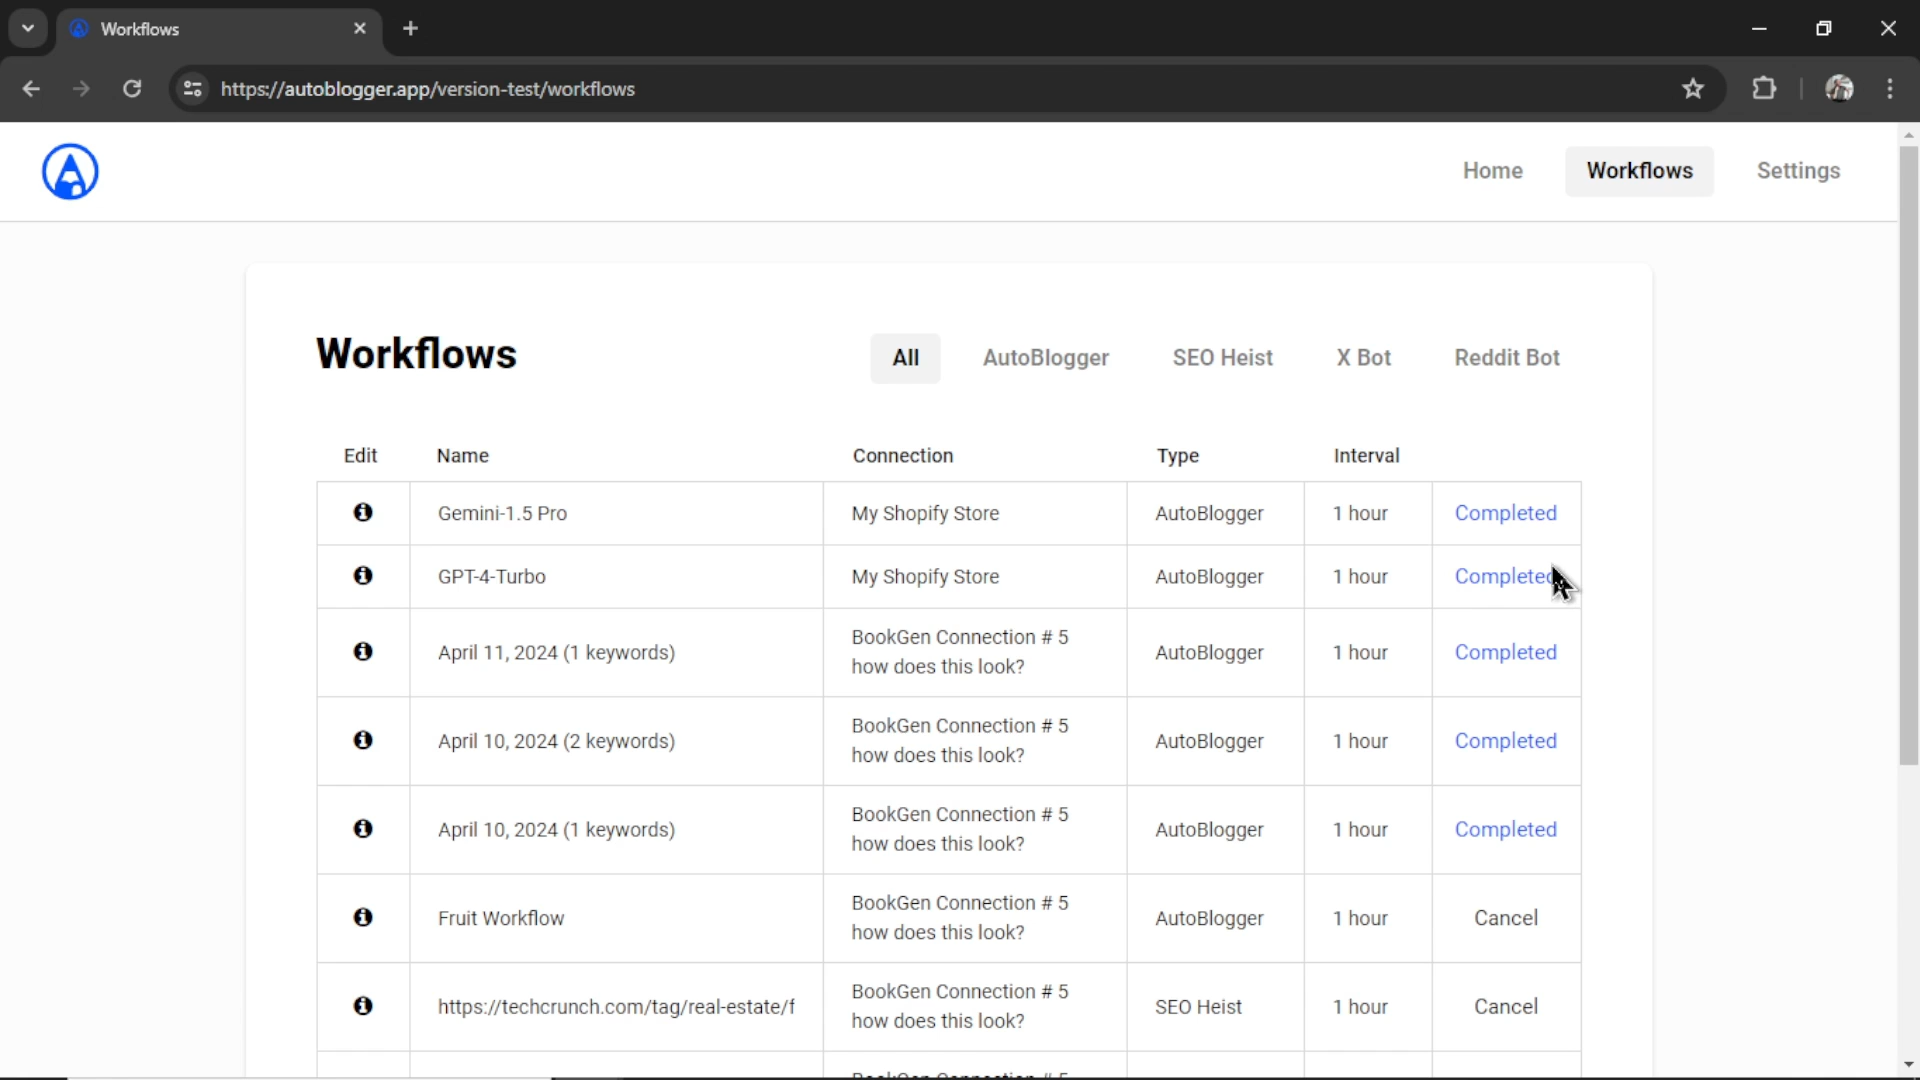 Workflows
https://autoblogger.app/version-test/workflows
Home Workflows Settings
Workflows
All AutoBlogger SEO Heist X Bot Reddit Bot
Edit Name Connection Type Interval
Gemini-1.5 Pro My Shopify Store AutoBlogger 1 hour Completed
GPT-4-Turbo My Shopify Store AutoBlogger 1 hour Completed
April 11, 2024 (1 keywords) BookGen Connection # 5 AutoBlogger 1 hour Completed
how does this look?
April 10, 2024 (2 keywords) BookGen Connection # 5 AutoBlogger 1 hour Completed
how does this look?
April 10, 2024 (1 keywords) BookGen Connection # 5 AutoBlogger 1 hour Completed
how does this look?
Fruit Workflow BookGen Connection # 5 AutoBlogger 1 hour Cancel
how does this look?
https://techcrunch.com/tag/real-estate/f BookGen Connection # 5 SEO Heist 1 hour Cancel
how does this look?